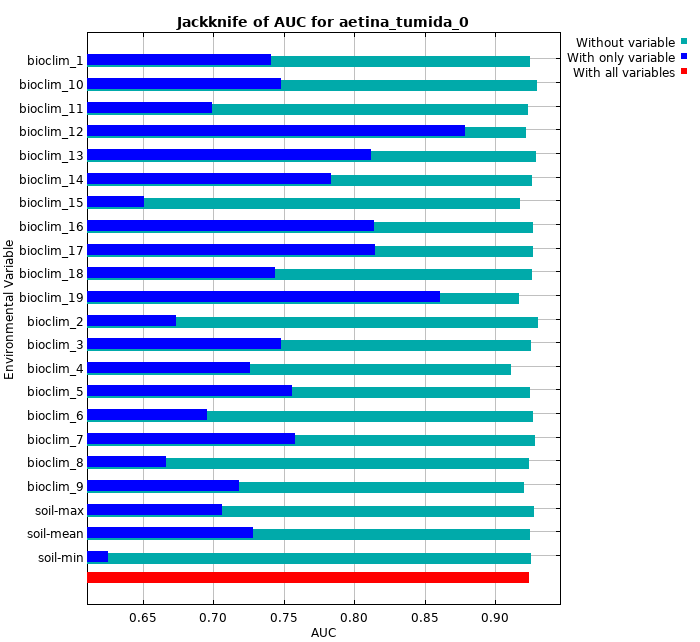 Jackknife of AUC for aetina_tumida_0
Without variable
With only variable
With all variables
Environmental Variable
bioclim_1
bioclim_10
bioclim_11
bioclim_12
bioclim_13
bioclim_14
bioclim_15
bioclim_16
bioclim_17
bioclim_18
bioclim_19
bioclim_2
bioclim_3
bioclim_4
bioclim_5
bioclim_6
bioclim_7
bioclim_8
bioclim_9
soil-max
soil-mean
soil-min
0.65 0.70 0.75 0.80 0.85 0.90
AUC